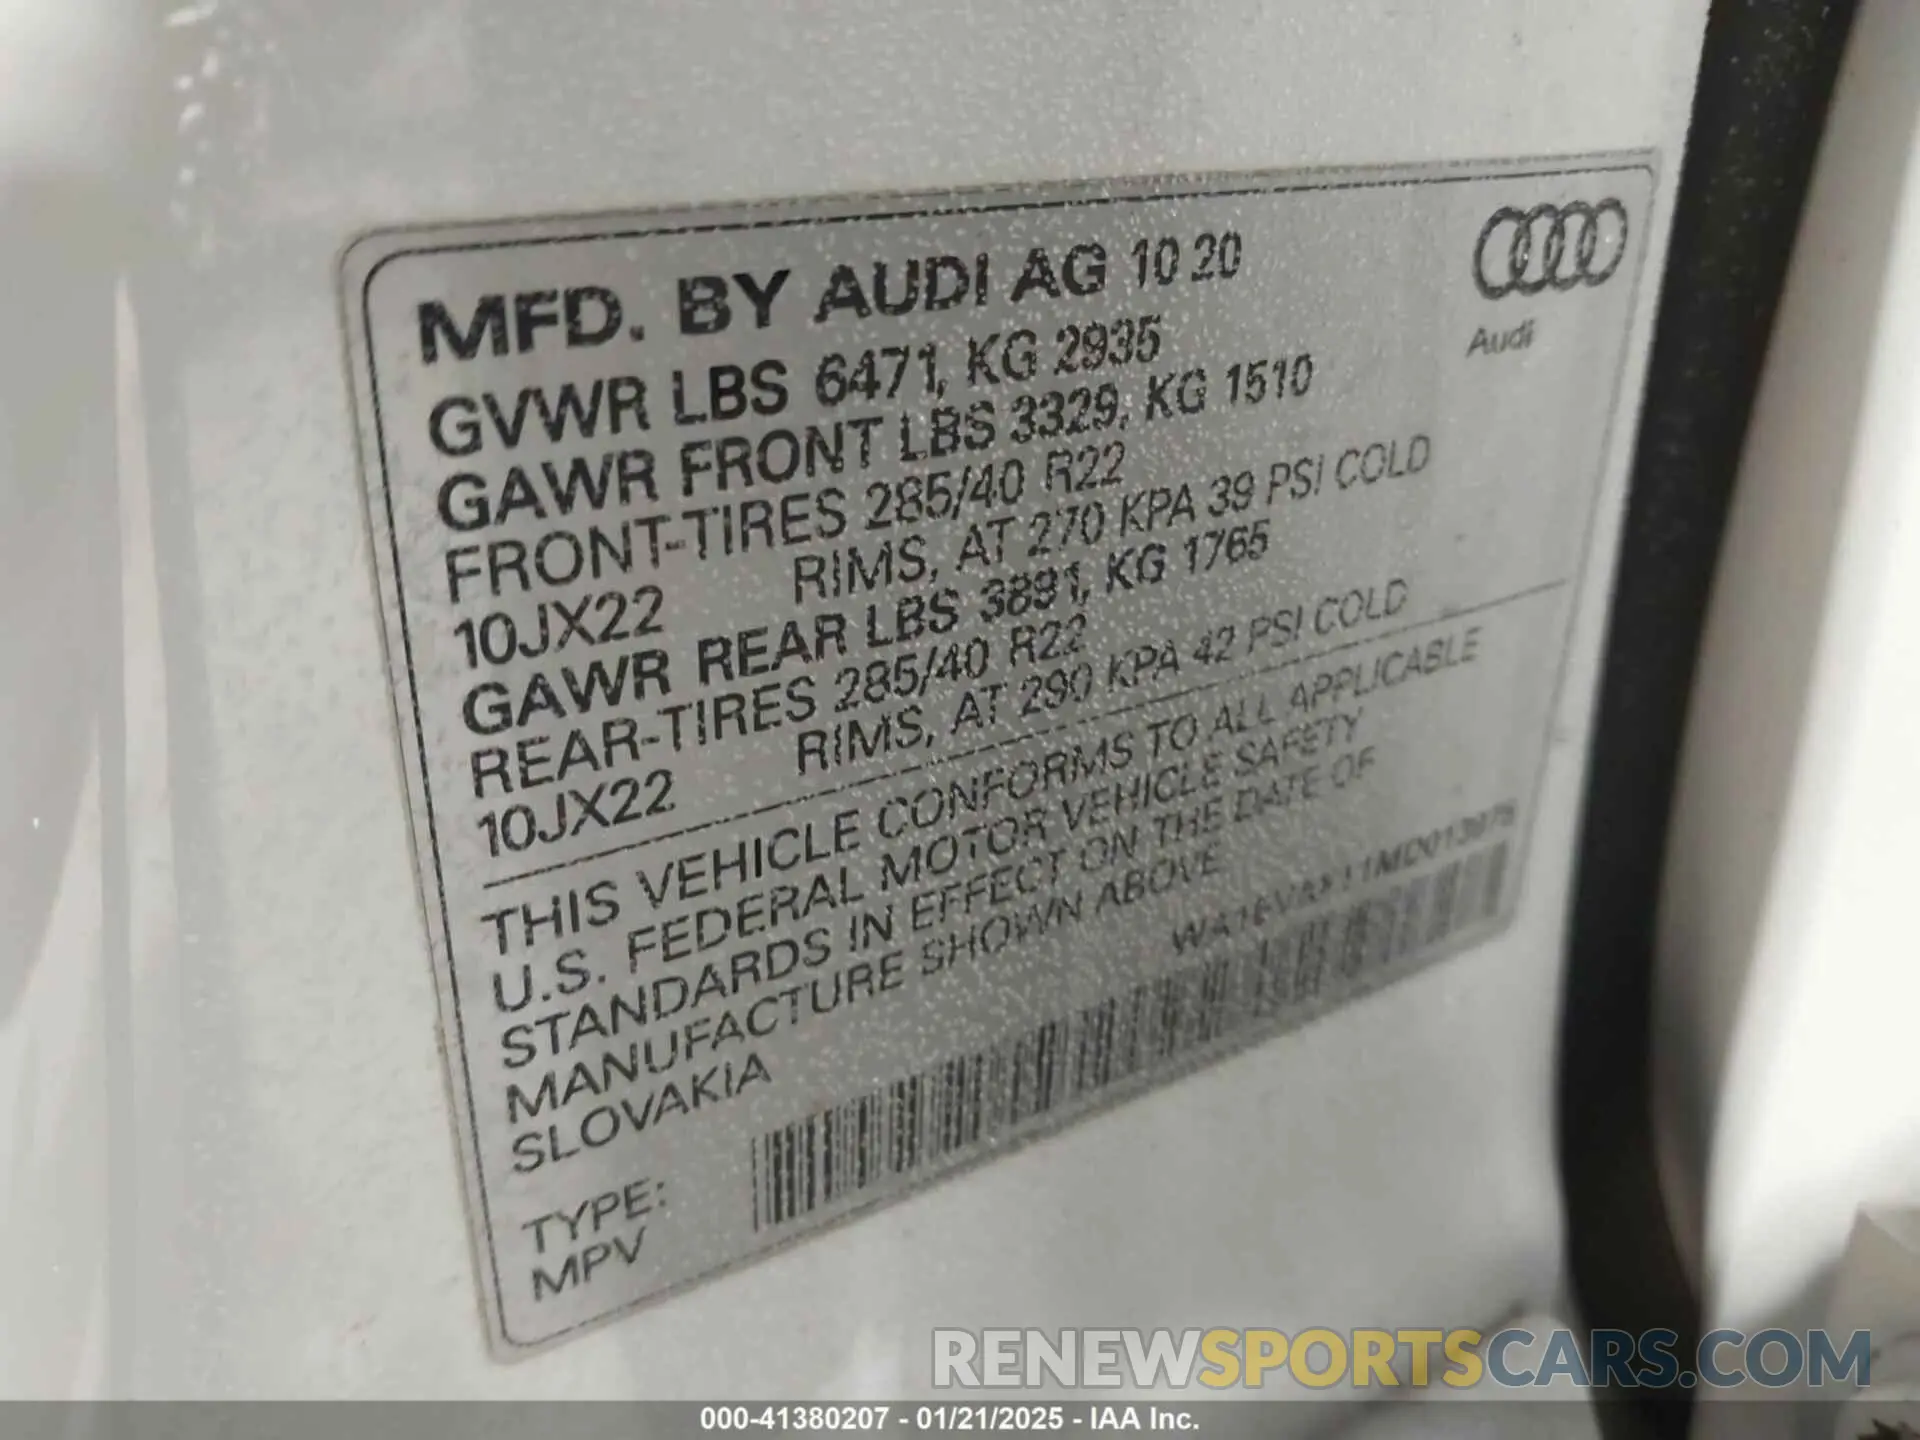 MFD. BY AUDI AG 10 20
Audi
GVWR LBS 6471, KG 2935
GAWR FRONT LBS 3329, KG 1510
FRONT-TIRES 285/40 R22
10JX22 RIMS, AT 270 KPA 39 PSI COLD
GAWR REAR LBS 3891, KG 1765
REAR-TIRES 285/40 R22
10JX22 RIMS, AT 290 KPA 42 PSI COLD
THIS VEHICLE CONFORMS TO ALL APPLICABLE
U.S. FEDERAL MOTOR VEHICLE SAFETY
STANDARDS IN EFFECT ON THE DATE OF
MANUFACTURE SHOWN ABOVE
SLOVAKIA
TYPE:
MPV
RENEWSPORTSCARS.COM
000-41380207 - 01/21/2025 - IAA Inc.